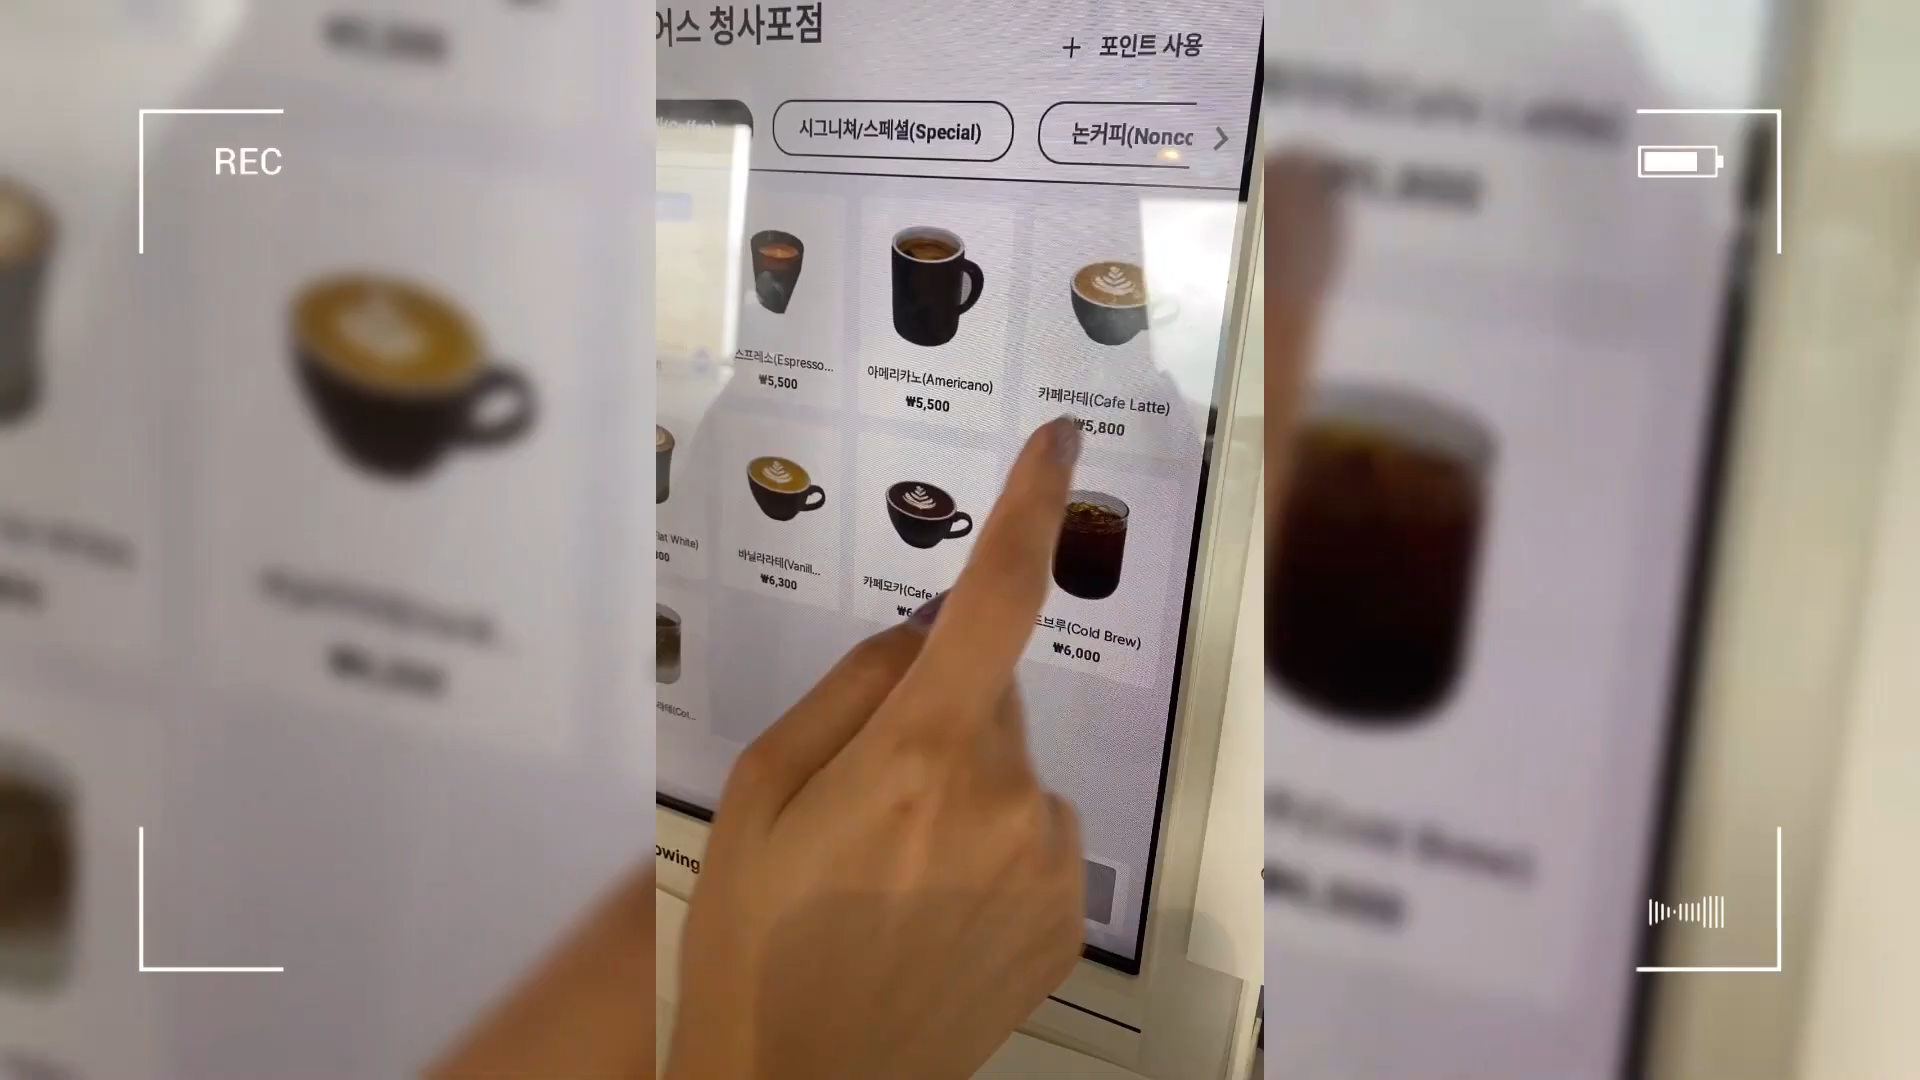 어스 청사포점
+ 포인트 사용
REC
시그니쳐/스페셜(Special)
논커피(Nonco
스프레소(Espresso...
₩5,500
아메리카노(Americano)
₩5,500
카페라테(Cafe Latte)
₩5,800
Flat White)
바닐라라테(Vanill...
₩6,300
카페모카(Cafe
드브루(Cold Brew)
₩6,000
owing